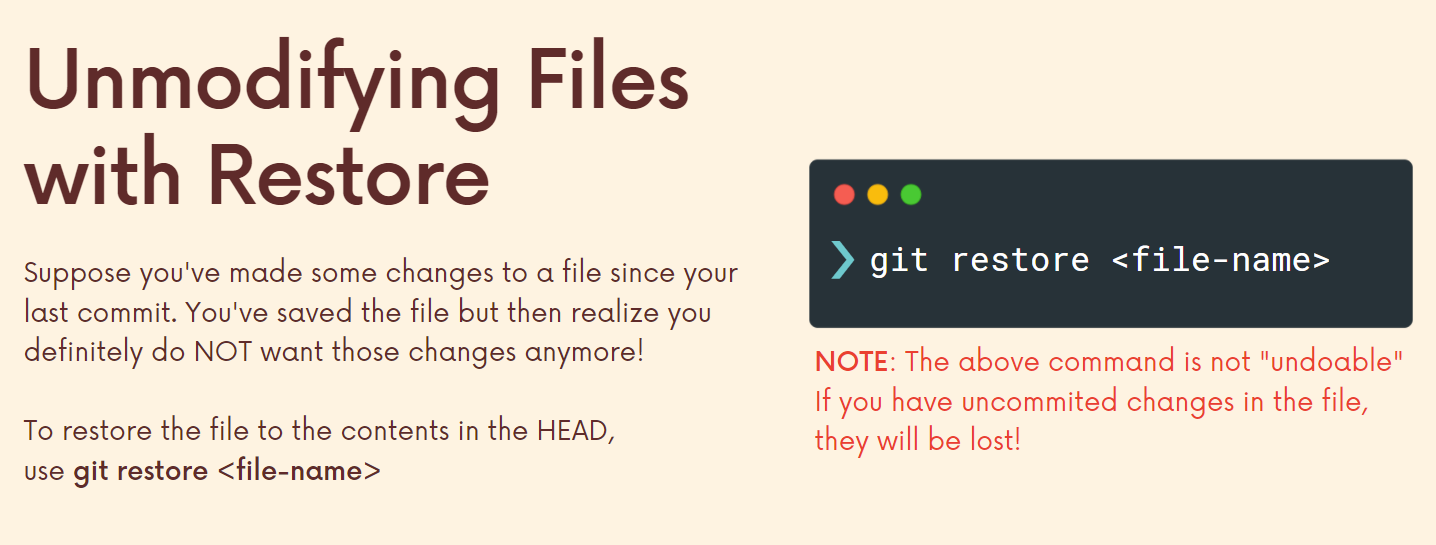 Unmodifying Files
with Restore
Suppose you've made some changes to a file since your
last commit. You've saved the file but then realize you
definitely do NOT want those changes anymore!
To restore the file to the contents in the HEAD,
use git restore <file-name>
❯ git restore <file-name>
NOTE: The above command is not "undoable"
If you have uncommited changes in the file,
they will be lost!